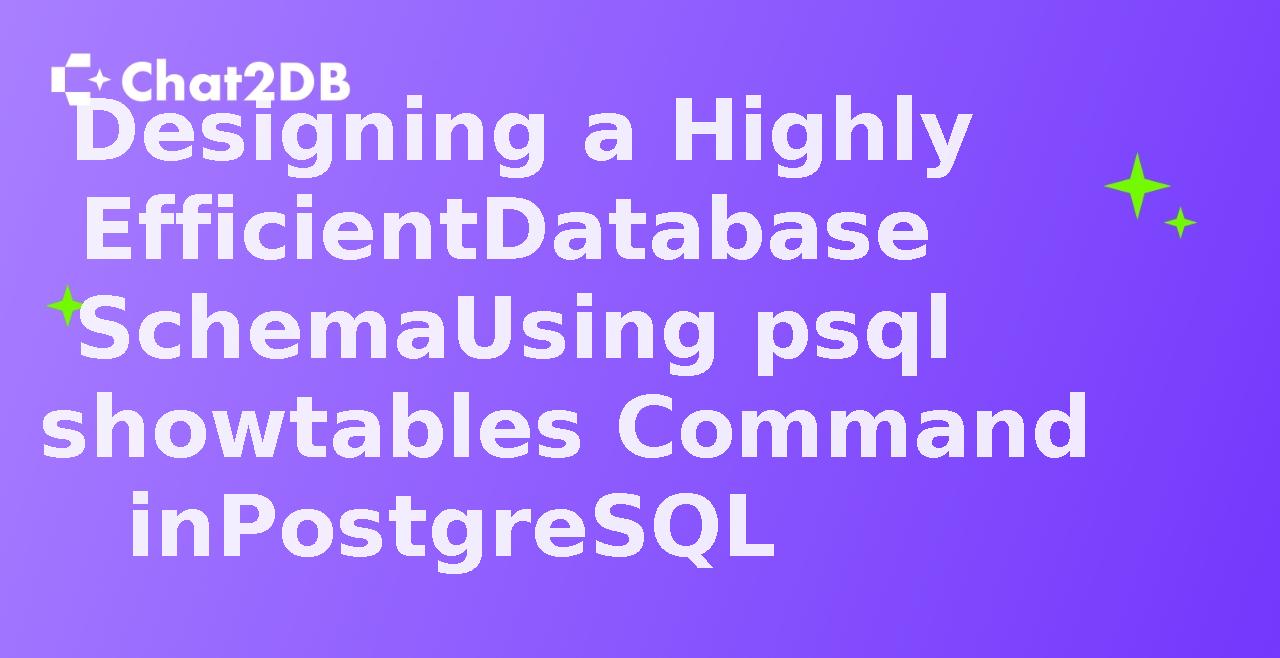 Chat2DB
Designing a Highly
EfficientDatabase
SchemaUsing psql
showtables Command
inPostgreSQL